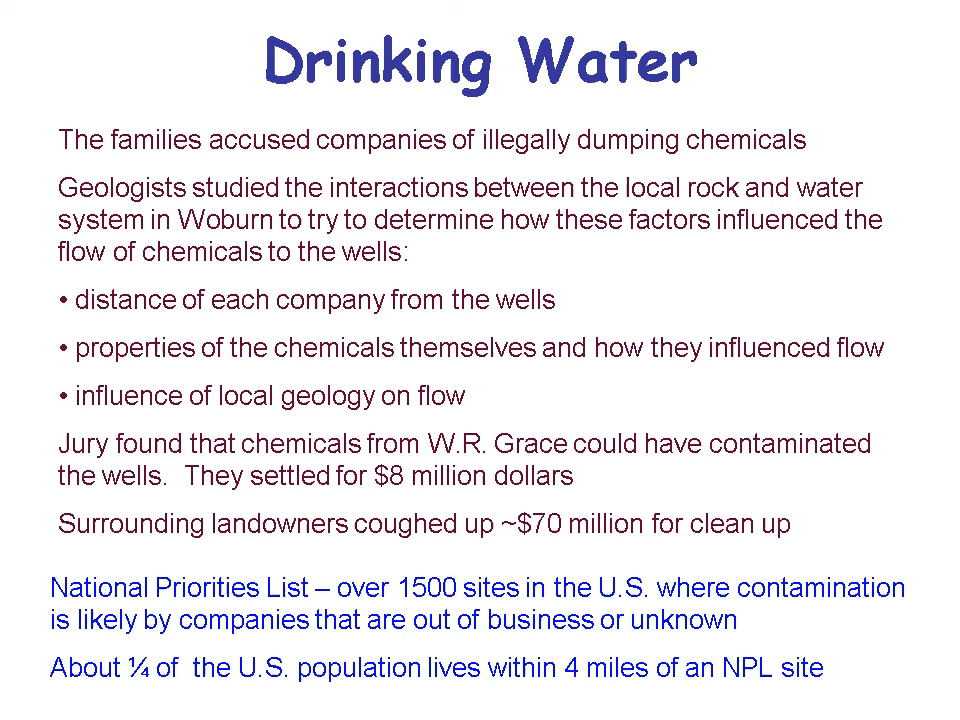 Drinking Water
The families accused companies of illegally dumping chemicals
Geologists studied the interactions between the local rock and water
system in Woburn to try to determine how these factors influenced the
flow of chemicals to the wells:
• distance of each company from the wells
• properties of the chemicals themselves and how they influenced flow
• influence of local geology on flow
Jury found that chemicals from W.R. Grace could have contaminated
the wells.  They settled for $8 million dollars
Surrounding landowners coughed up ~$70 million for clean up
National Priorities List – over 1500 sites in the U.S. where contamination
is likely by companies that are out of business or unknown
About ¼ of  the U.S. population lives within 4 miles of an NPL site